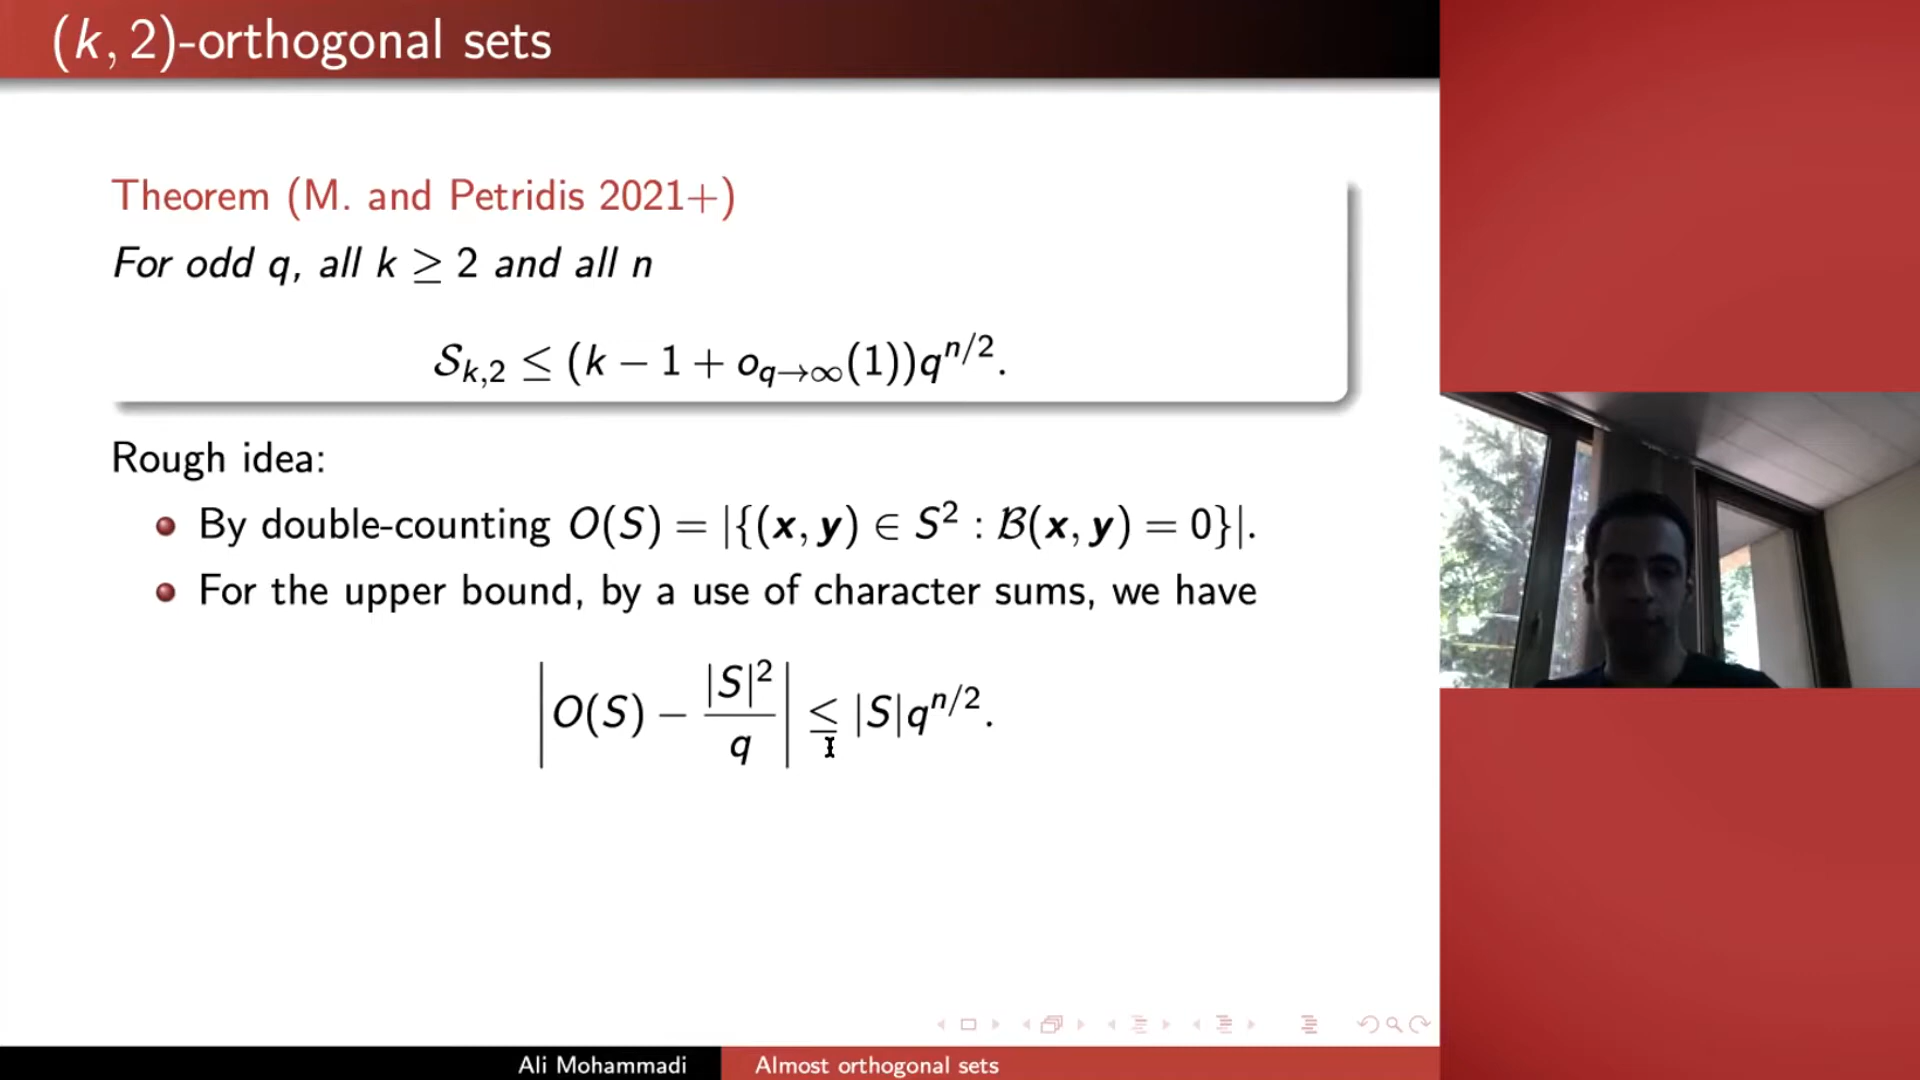 (k, 2)-orthogonal sets
Theorem (M. and Petridis 2021+)
For odd q, all k ≥ 2 and all n
𝒮_{k,2} ≤ (k − 1 + o_{q→∞}(1))q^{n/2}.
Rough idea:
By double-counting O(S) = |{(x, y) ∈ S² : ℬ(x, y) = 0}|.
For the upper bound, by a use of character sums, we have
|O(S) − |S|²/q| ≤ |S|q^{n/2}.
Ali Mohammadi Almost orthogonal sets